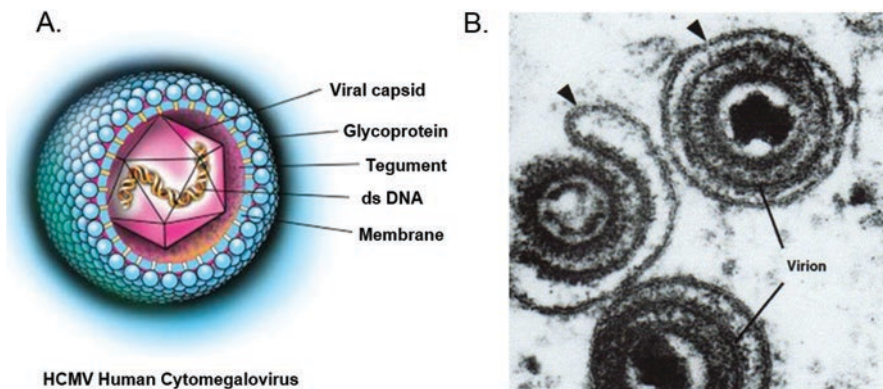 A.
Viral capsid
Glycoprotein
Tegument
ds DNA
Membrane
HCMV Human Cytomegalovirus
B.
Virion